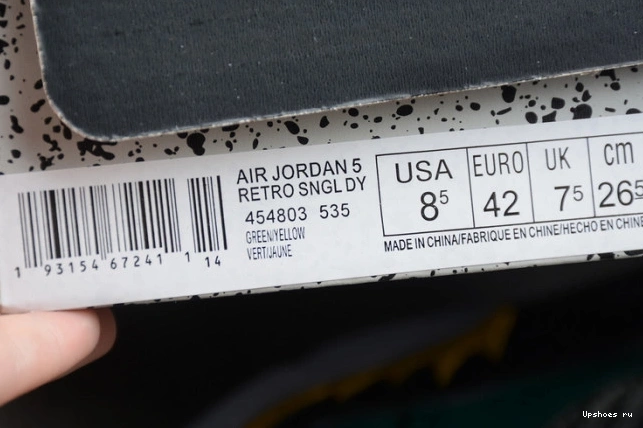 AIR JORDAN 5
RETRO SNGL DY
454803 535
GREEN/YELLOW
VERT/JAUNE
1 93154 67241 1 14
USA EURO UK cm
8⁵ 42 7⁵ 26⁵
MADE IN CHINA/FABRIQUE EN CHINE/HECHO EN CHINA
Upshoes ru